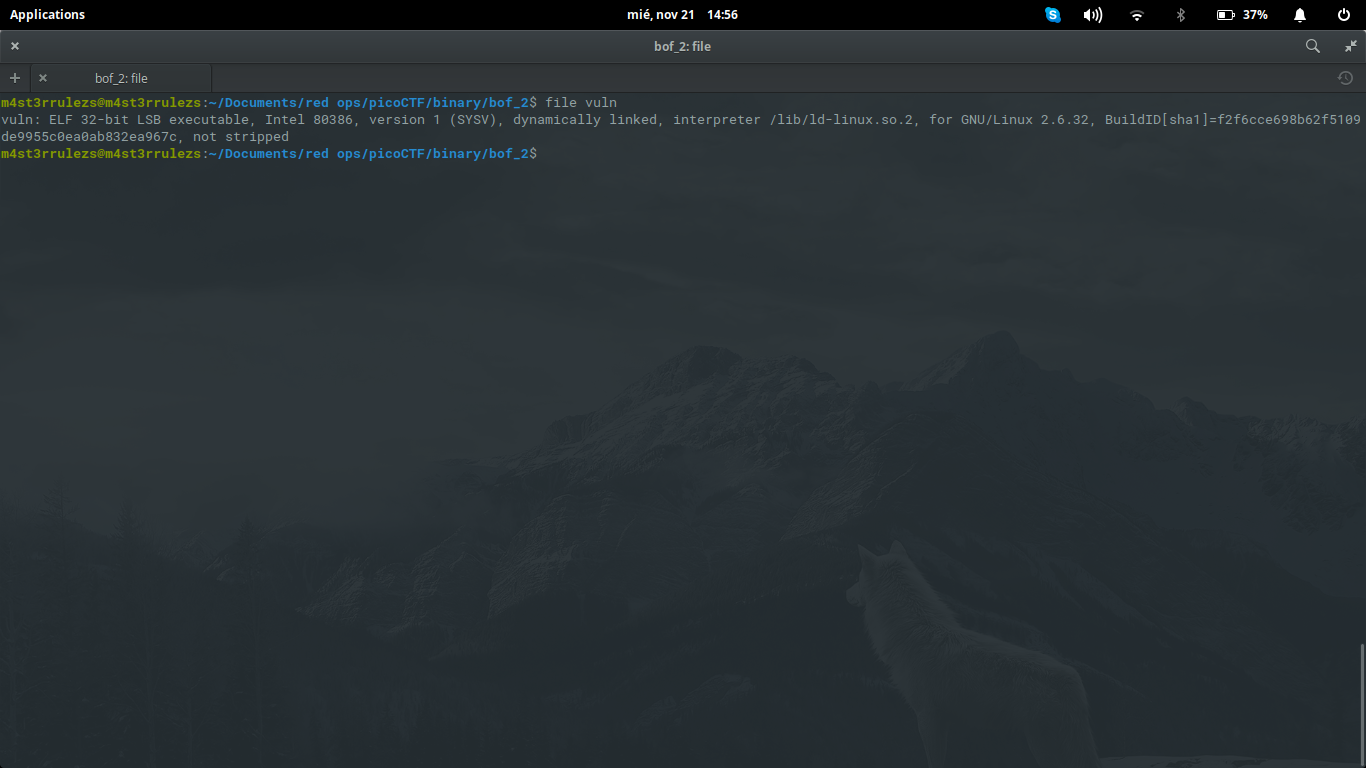 Applications
mié, nov 21 14:56
37%
bof_2: file
bof_2: file
m4st3rrulezs@m4st3rrulezs:~/Documents/red ops/picoCTF/binary/bof_2$ file vuln
vuln: ELF 32-bit LSB executable, Intel 80386, version 1 (SYSV), dynamically linked, interpreter /lib/ld-linux.so.2, for GNU/Linux 2.6.32, BuildID[sha1]=f2f6cce698b62f5109
de9955c0ea0ab832ea967c, not stripped
m4st3rrulezs@m4st3rrulezs:~/Documents/red ops/picoCTF/binary/bof_2$